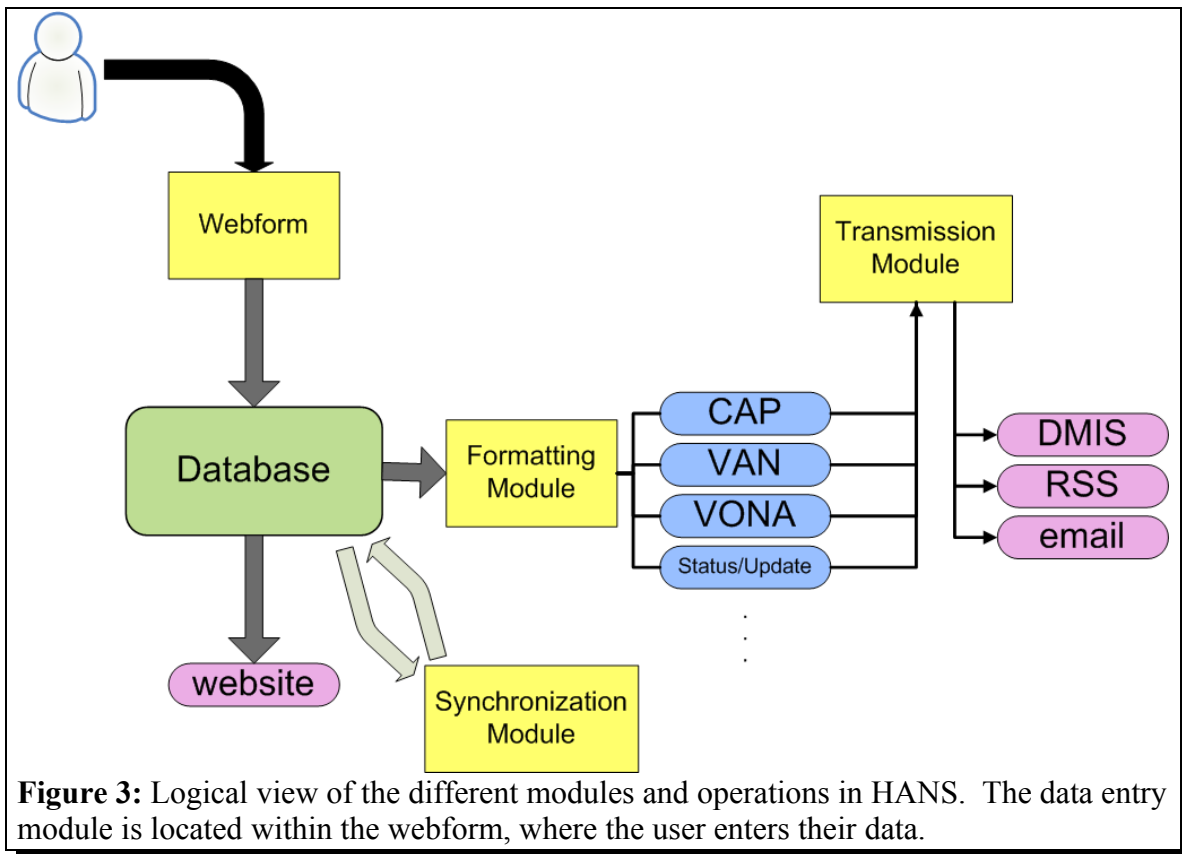 Webform
Transmission
Module
Database
Formatting
Module
CAP
VAN
VONA
Status/Update
DMIS
RSS
email
website
Synchronization
Module
Figure 3: Logical view of the different modules and operations in HANS. The data entry
module is located within the webform, where the user enters their data.